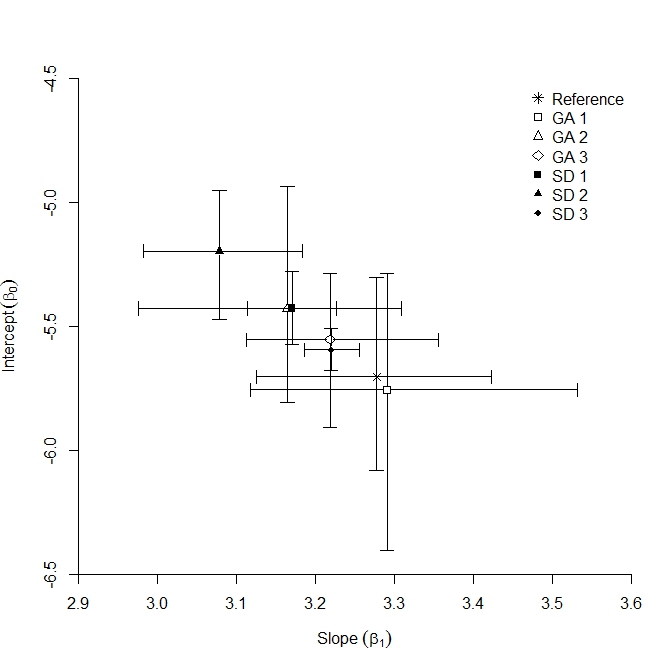 -4.5
-5.0
-5.5
-6.0
-6.5
Intercept (β0)
Reference
GA 1
GA 2
GA 3
SD 1
SD 2
SD 3
2.9 3.0 3.1 3.2 3.3 3.4 3.5 3.6
Slope (β1)